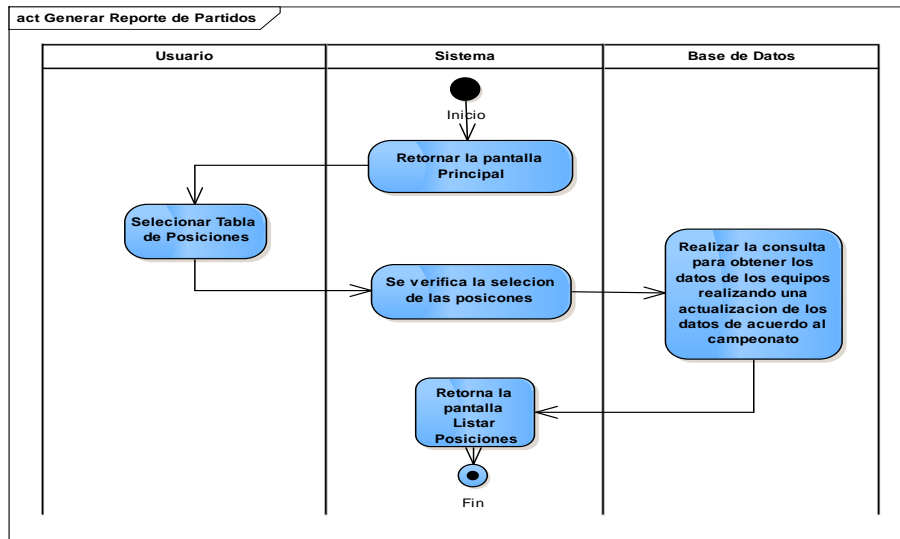 act Generar Reporte de Partidos
Usuario
Sistema
Base de Datos
Inicio
Retornar la pantalla
Principal
Selecionar Tabla
de Posiciones
Se verifica la selecion
de las posicones
Realizar la consulta
para obtener los
datos de los equipos
realizando una
actualizacion de los
datos de acuerdo al
campeonato
Retorna la
pantalla
Listar
Posiciones
Fin